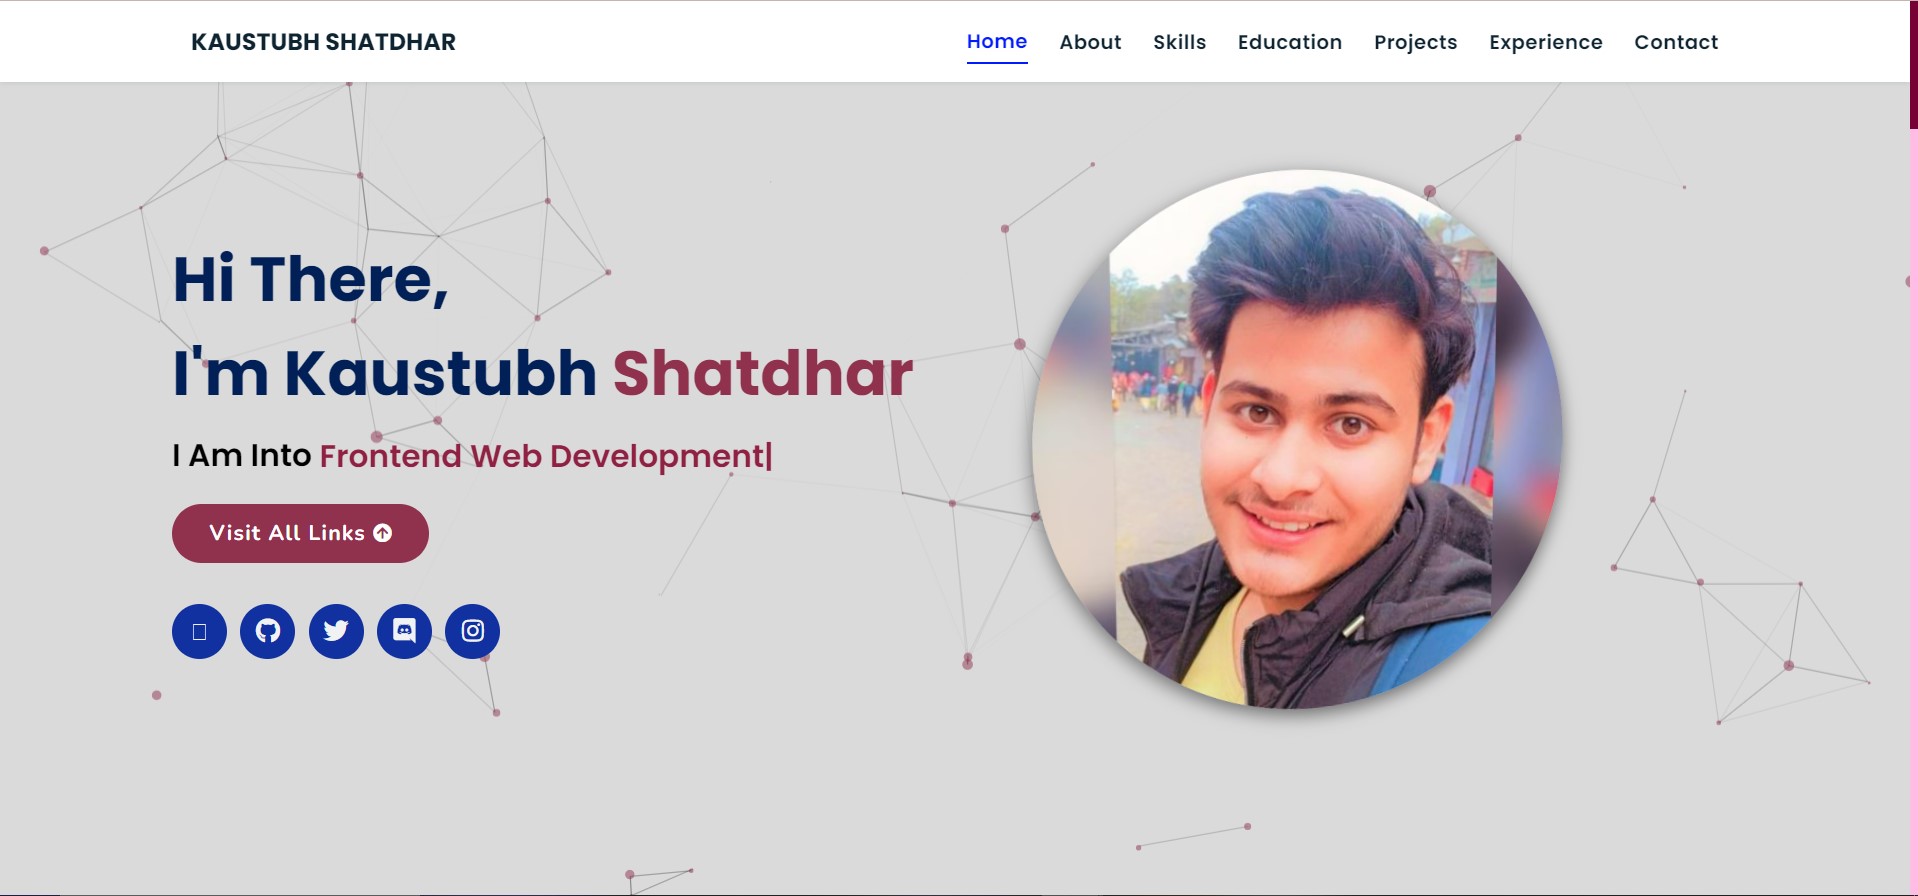 KAUSTUBH SHATDHAR
Home About Skills Education Projects Experience Contact
Hi There,
I'm Kaustubh Shatdhar
I Am Into Frontend Web Development|
Visit All Links